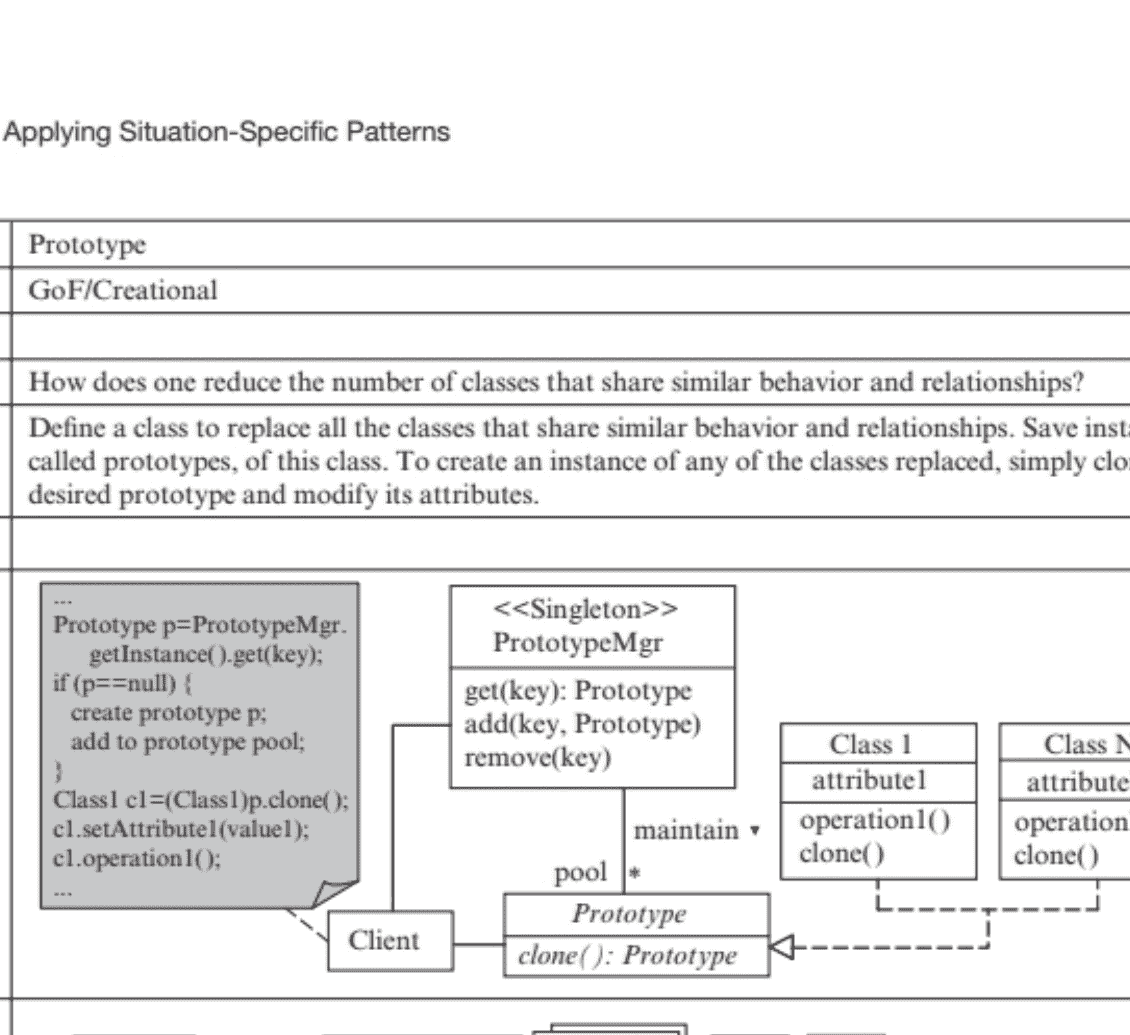 Applying Situation-Specific Patterns
Prototype
GoF/Creational
How does one reduce the number of classes that share similar behavior and relationships?
Define a class to replace all the classes that share similar behavior and relationships. Save
called prototypes, of this class. To create an instance of any of the classes replaced, simply
desired prototype and modify its attributes.
...
Prototype p=PrototypeMgr.
getInstance().get(key);
if (p==null) {
create prototype p;
add to prototype pool;
}
Class1 c1=(Class1)p.clone();
c1.setAttribute1(value1);
c1.operation1();
...
<<Singleton>>
PrototypeMgr
get(key): Prototype
add(key, Prototype)
remove(key)
Class 1
attribute1
operation1()
clone()
Class N
clone()
maintain ▼
pool *
Prototype
clone( ): Prototype
Client